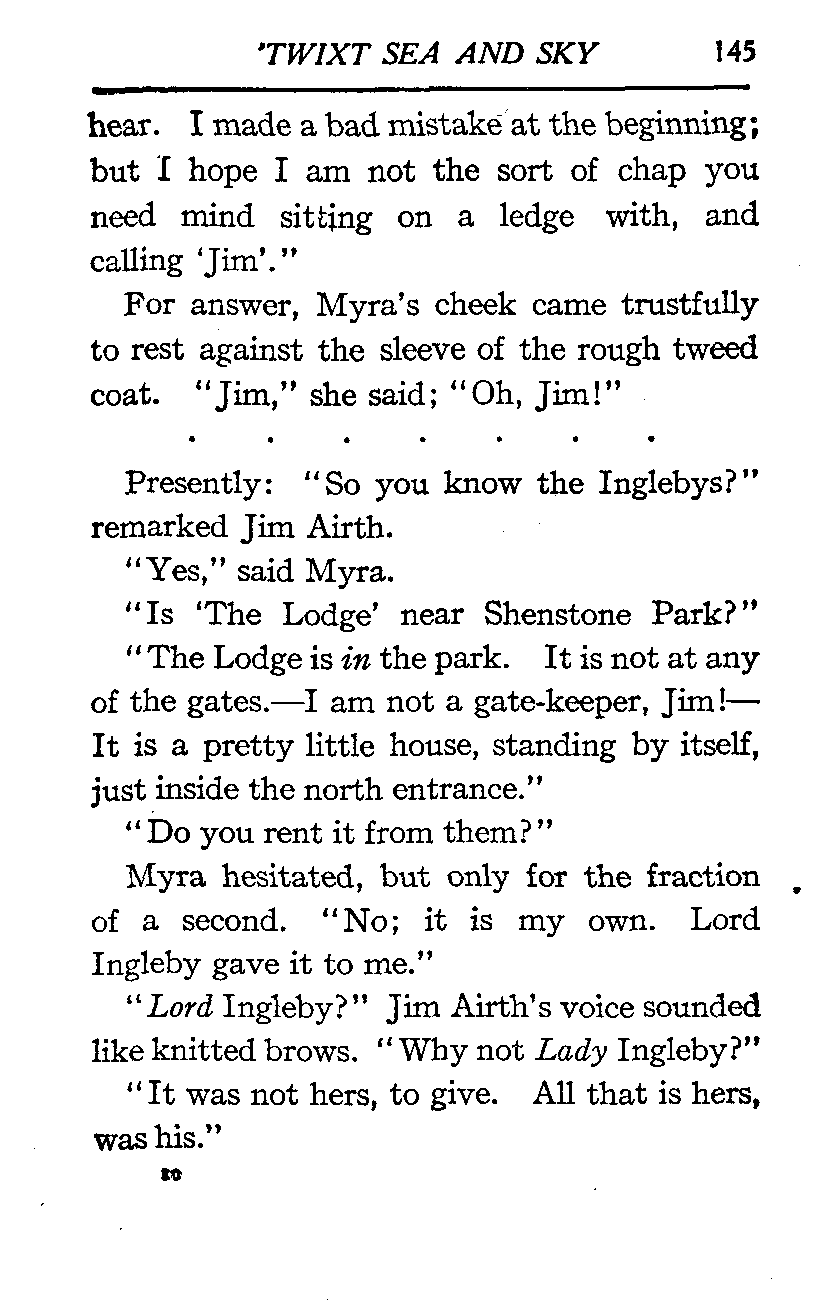 'TWIXT SEA AND SKY 145
hear. I made a bad mistake at the beginning;
but I hope I am not the sort of chap you
need mind sitting on a ledge with, and
calling 'Jim'."
For answer, Myra's cheek came trustfully
to rest against the sleeve of the rough tweed
coat. "Jim," she said; "Oh, Jim!"
. . . . . . .
Presently: "So you know the Inglebys?"
remarked Jim Airth.
"Yes," said Myra.
"Is 'The Lodge' near Shenstone Park?"
"The Lodge is in the park. It is not at any
of the gates.—I am not a gate-keeper, Jim!—
It is a pretty little house, standing by itself,
just inside the north entrance."
"Do you rent it from them?"
Myra hesitated, but only for the fraction
of a second. "No; it is my own. Lord
Ingleby gave it to me."
"Lord Ingleby?" Jim Airth's voice sounded
like knitted brows. "Why not Lady Ingleby?"
"It was not hers, to give. All that is hers,
was his."
10